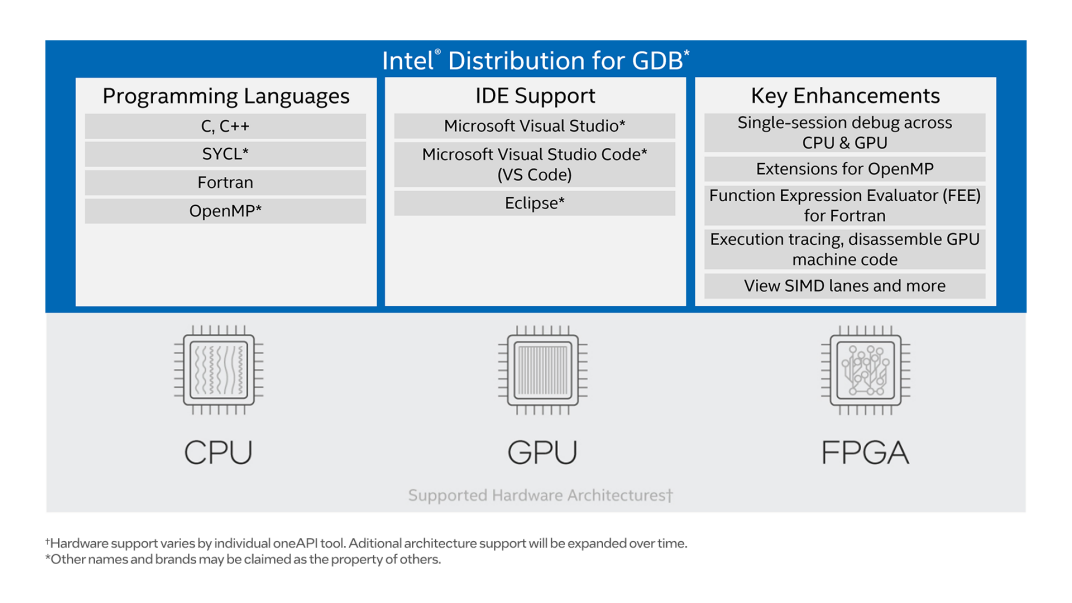 Intel® Distribution for GDB*
Programming Languages
C, C++
SYCL*
Fortran
OpenMP*
IDE Support
Microsoft Visual Studio*
Microsoft Visual Studio Code*
(VS Code)
Eclipse*
Key Enhancements
Single-session debug across
CPU & GPU
Extensions for OpenMP
Function Expression Evaluator (FEE)
for Fortran
Execution tracing, disassemble GPU
machine code
View SIMD lanes and more
CPU
GPU
FPGA
Supported Hardware Architectures†
†Hardware support varies by individual oneAPI tool. Aditional architecture support will be expanded over time.
*Other names and brands may be claimed as the property of others.